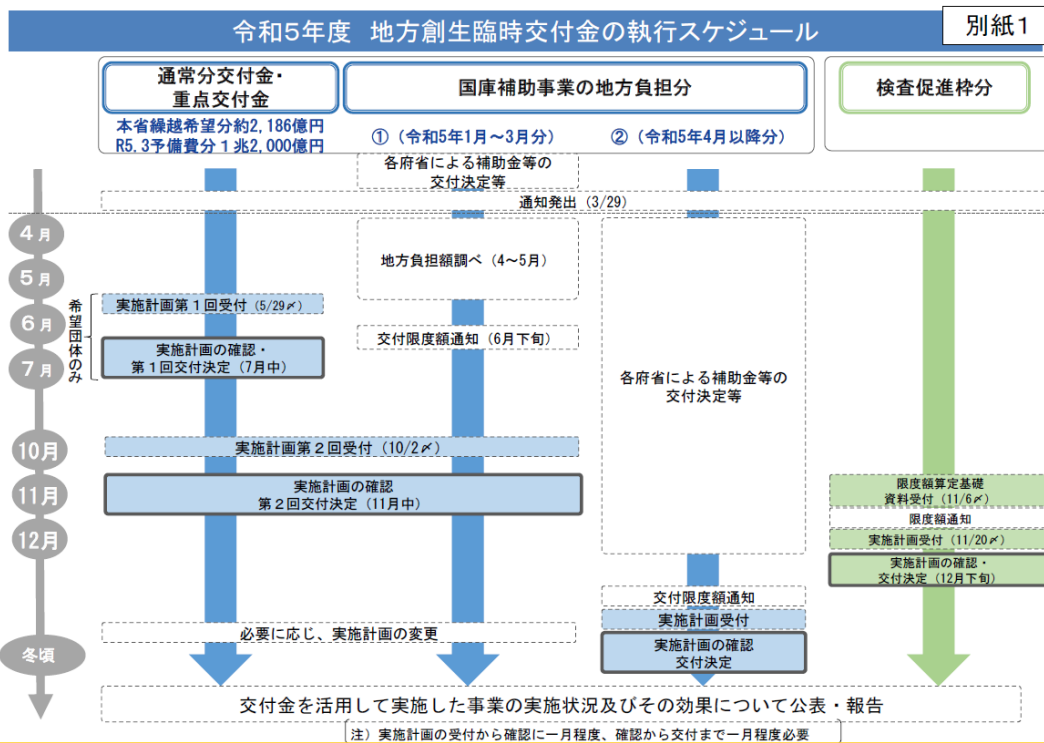 令和5年度 地方創生臨時交付金の執行スケジュール
別紙1
通常分交付金・
重点交付金
本省繰越希望分約2,186億円
R5.3予備費分1兆2,000億円
国庫補助事業の地方負担分
① (令和5年1月~3月分)
② (令和5年4月以降分)
検査促進枠分
各府省による補助金等の
交付決定等
通知発出 (3/29)
4月
5月
6月
7月
10月
11月
12月
冬頃
希望団体のみ
地方負担額調べ (4~5月)
実施計画第1回受付 (5/29〆)
交付限度額通知 (6月下旬)
実施計画の確認・
第1回交付決定 (7月中)
各府省による補助金等の
交付決定等
実施計画第2回受付 (10/2〆)
実施計画の確認
第2回交付決定 (11月中)
限度額算定基礎
資料受付 (11/6〆)
限度額通知
実施計画受付 (11/20〆)
実施計画の確認・
交付決定 (12月下旬)
交付限度額通知
実施計画受付
実施計画の確認
交付決定
必要に応じ、実施計画の変更
交付金を活用して実施した事業の実施状況及びその効果について公表・報告
注) 実施計画の受付から確認に一月程度、確認から交付まで一月程度必要